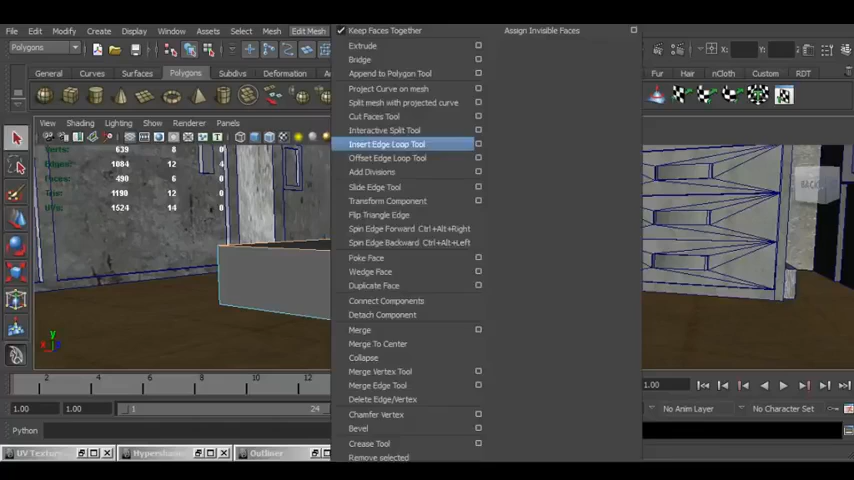 Keep Faces Together
Assign Invisible Faces
File Edit Modify Create Display Window Assets Select Mesh Edit Mesh
Extrude
Polygons
Bridge
X: Y:
General Curves Surfaces Polygons Subdivs Deformation
Append to Polygon Tool
Fur Hair nCloth Custom RDT
Project Curve on mesh
Split mesh with projected curve
Cut Faces Tool
View Shading Lighting Show Renderer Panels
Interactive Split Tool
Insert Edge Loop Tool
Verts: 639 8 0
Edges: 1084 12 4
Faces: 490 6 0
Tris: 1190 12 0
UVs: 1524 14 0
Offset Edge Loop Tool
Add Divisions
Slide Edge Tool
BACK
Transform Component
Flip Triangle Edge
Spin Edge Forward Ctrl+Alt+Right
Spin Edge Backward Ctrl+Alt+Left
Poke Face
Wedge Face
Duplicate Face
Connect Components
Detach Component
Merge
Merge To Center
Collapse
Merge Vertex Tool
Merge Edge Tool
Delete Edge/Vertex
Chamfer Vertex
Bevel
Crease Tool
Remove selected
y
2 4 6 8 10 12
1.00
1.00 1.00 1 24
No Anim Layer No Character Set
Python
UV Texture
Hypershade
Outliner